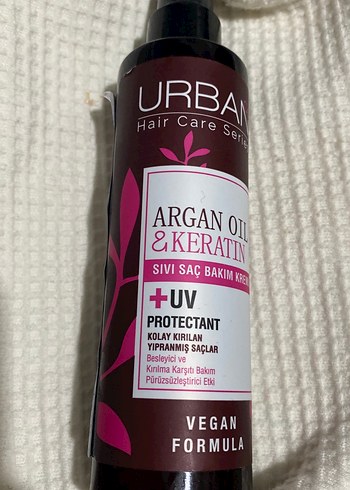 URBAN
Hair Care Series
ARGAN OIL
& KERATIN
SIVI SAÇ BAKIM KREMİ
+UV
PROTECTANT
KOLAY KIRILAN
YIPRANMIŞ SAÇLAR
Besleyici ve
Kırılma Karşıtı Bakım
Pürüzsüzleştirici Etki
VEGAN
FORMULA